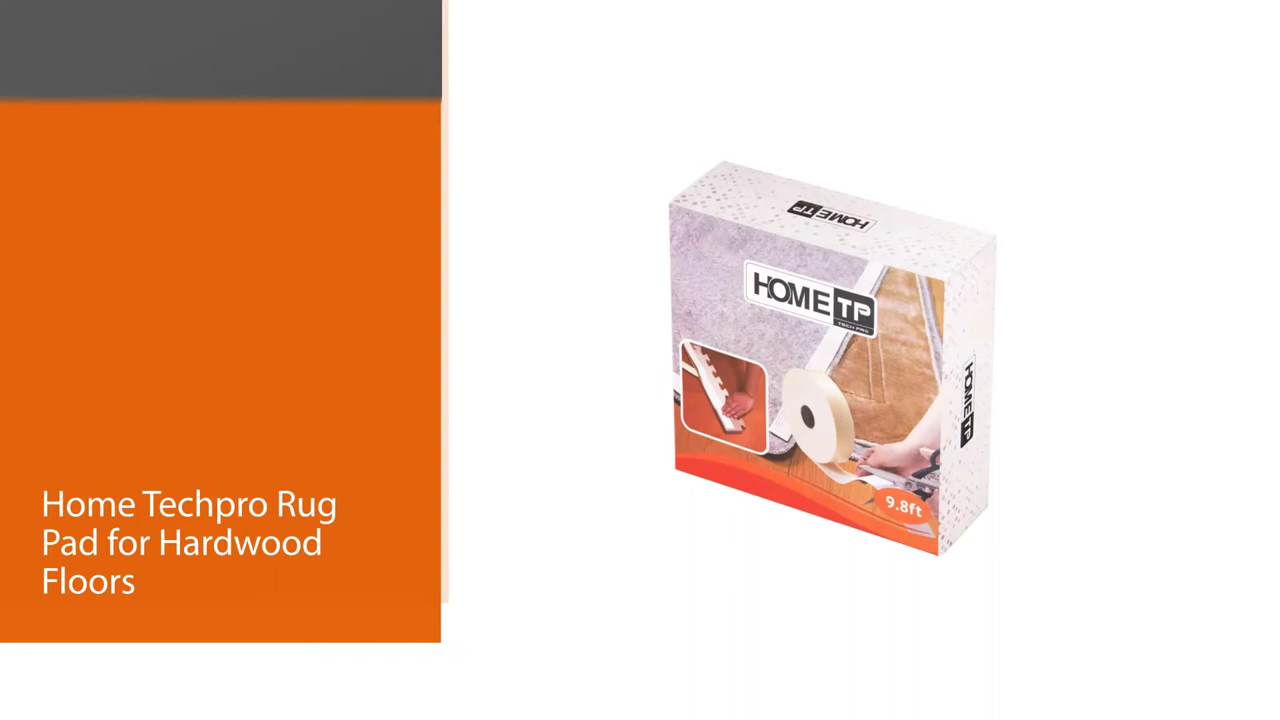 Home Techpro Rug
Pad for Hardwood
Floors
HOME TP
HOME TP
TECH PRO
HOME TP
9.8ft